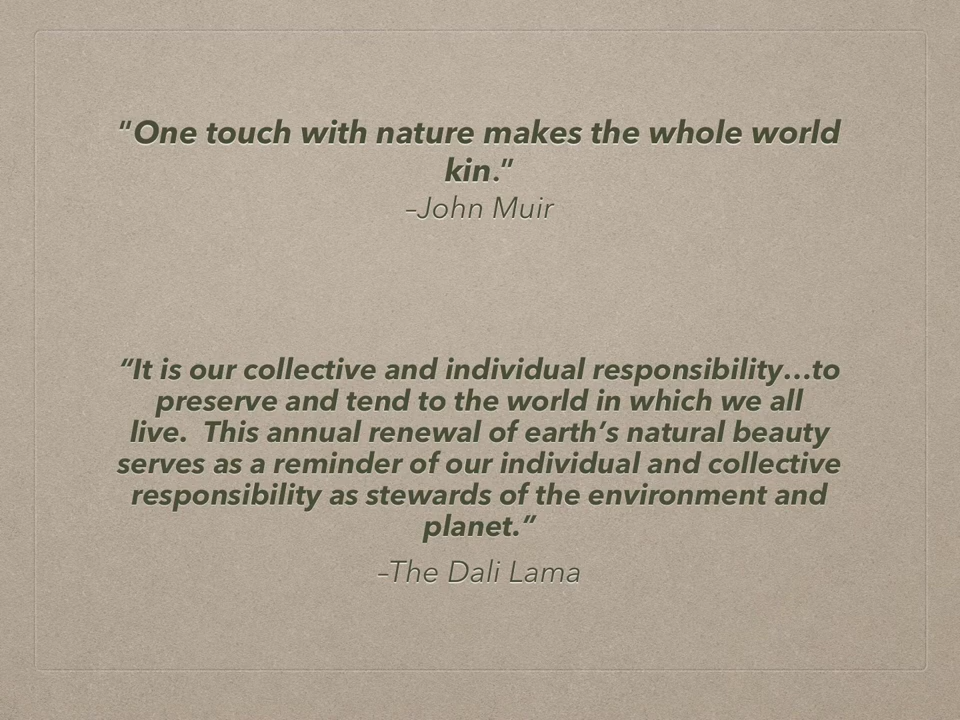 "One touch with nature makes the whole world
kin."
–John Muir
“It is our collective and individual responsibility…to
preserve and tend to the world in which we all
live.  This annual renewal of earth’s natural beauty
serves as a reminder of our individual and collective
responsibility as stewards of the environment and
planet.”
–The Dali Lama